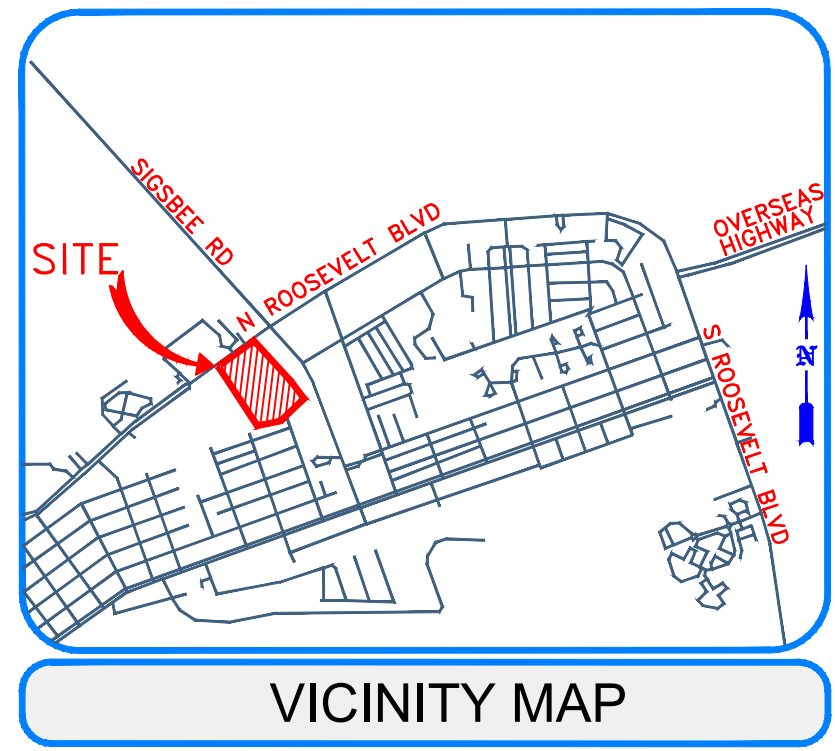 SIGSBEE RD
SITE
N ROOSEVELT BLVD
OVERSEAS
HIGHWAY
N
S ROOSEVELT BLVD
VICINITY MAP